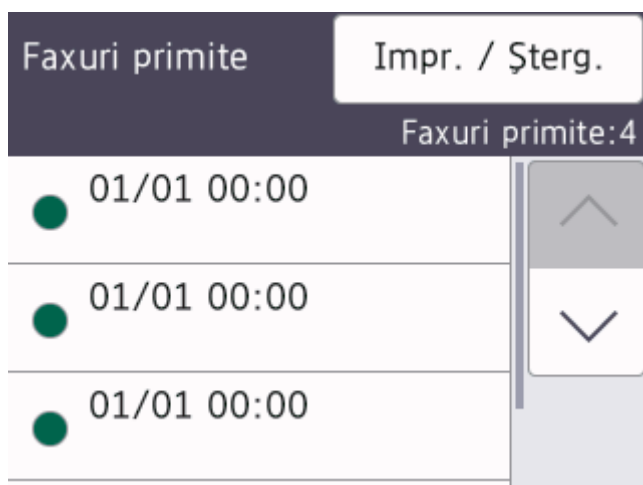 Faxuri primite
Impr. / Şterg.
Faxuri primite:4
01/01 00:00
01/01 00:00
01/01 00:00